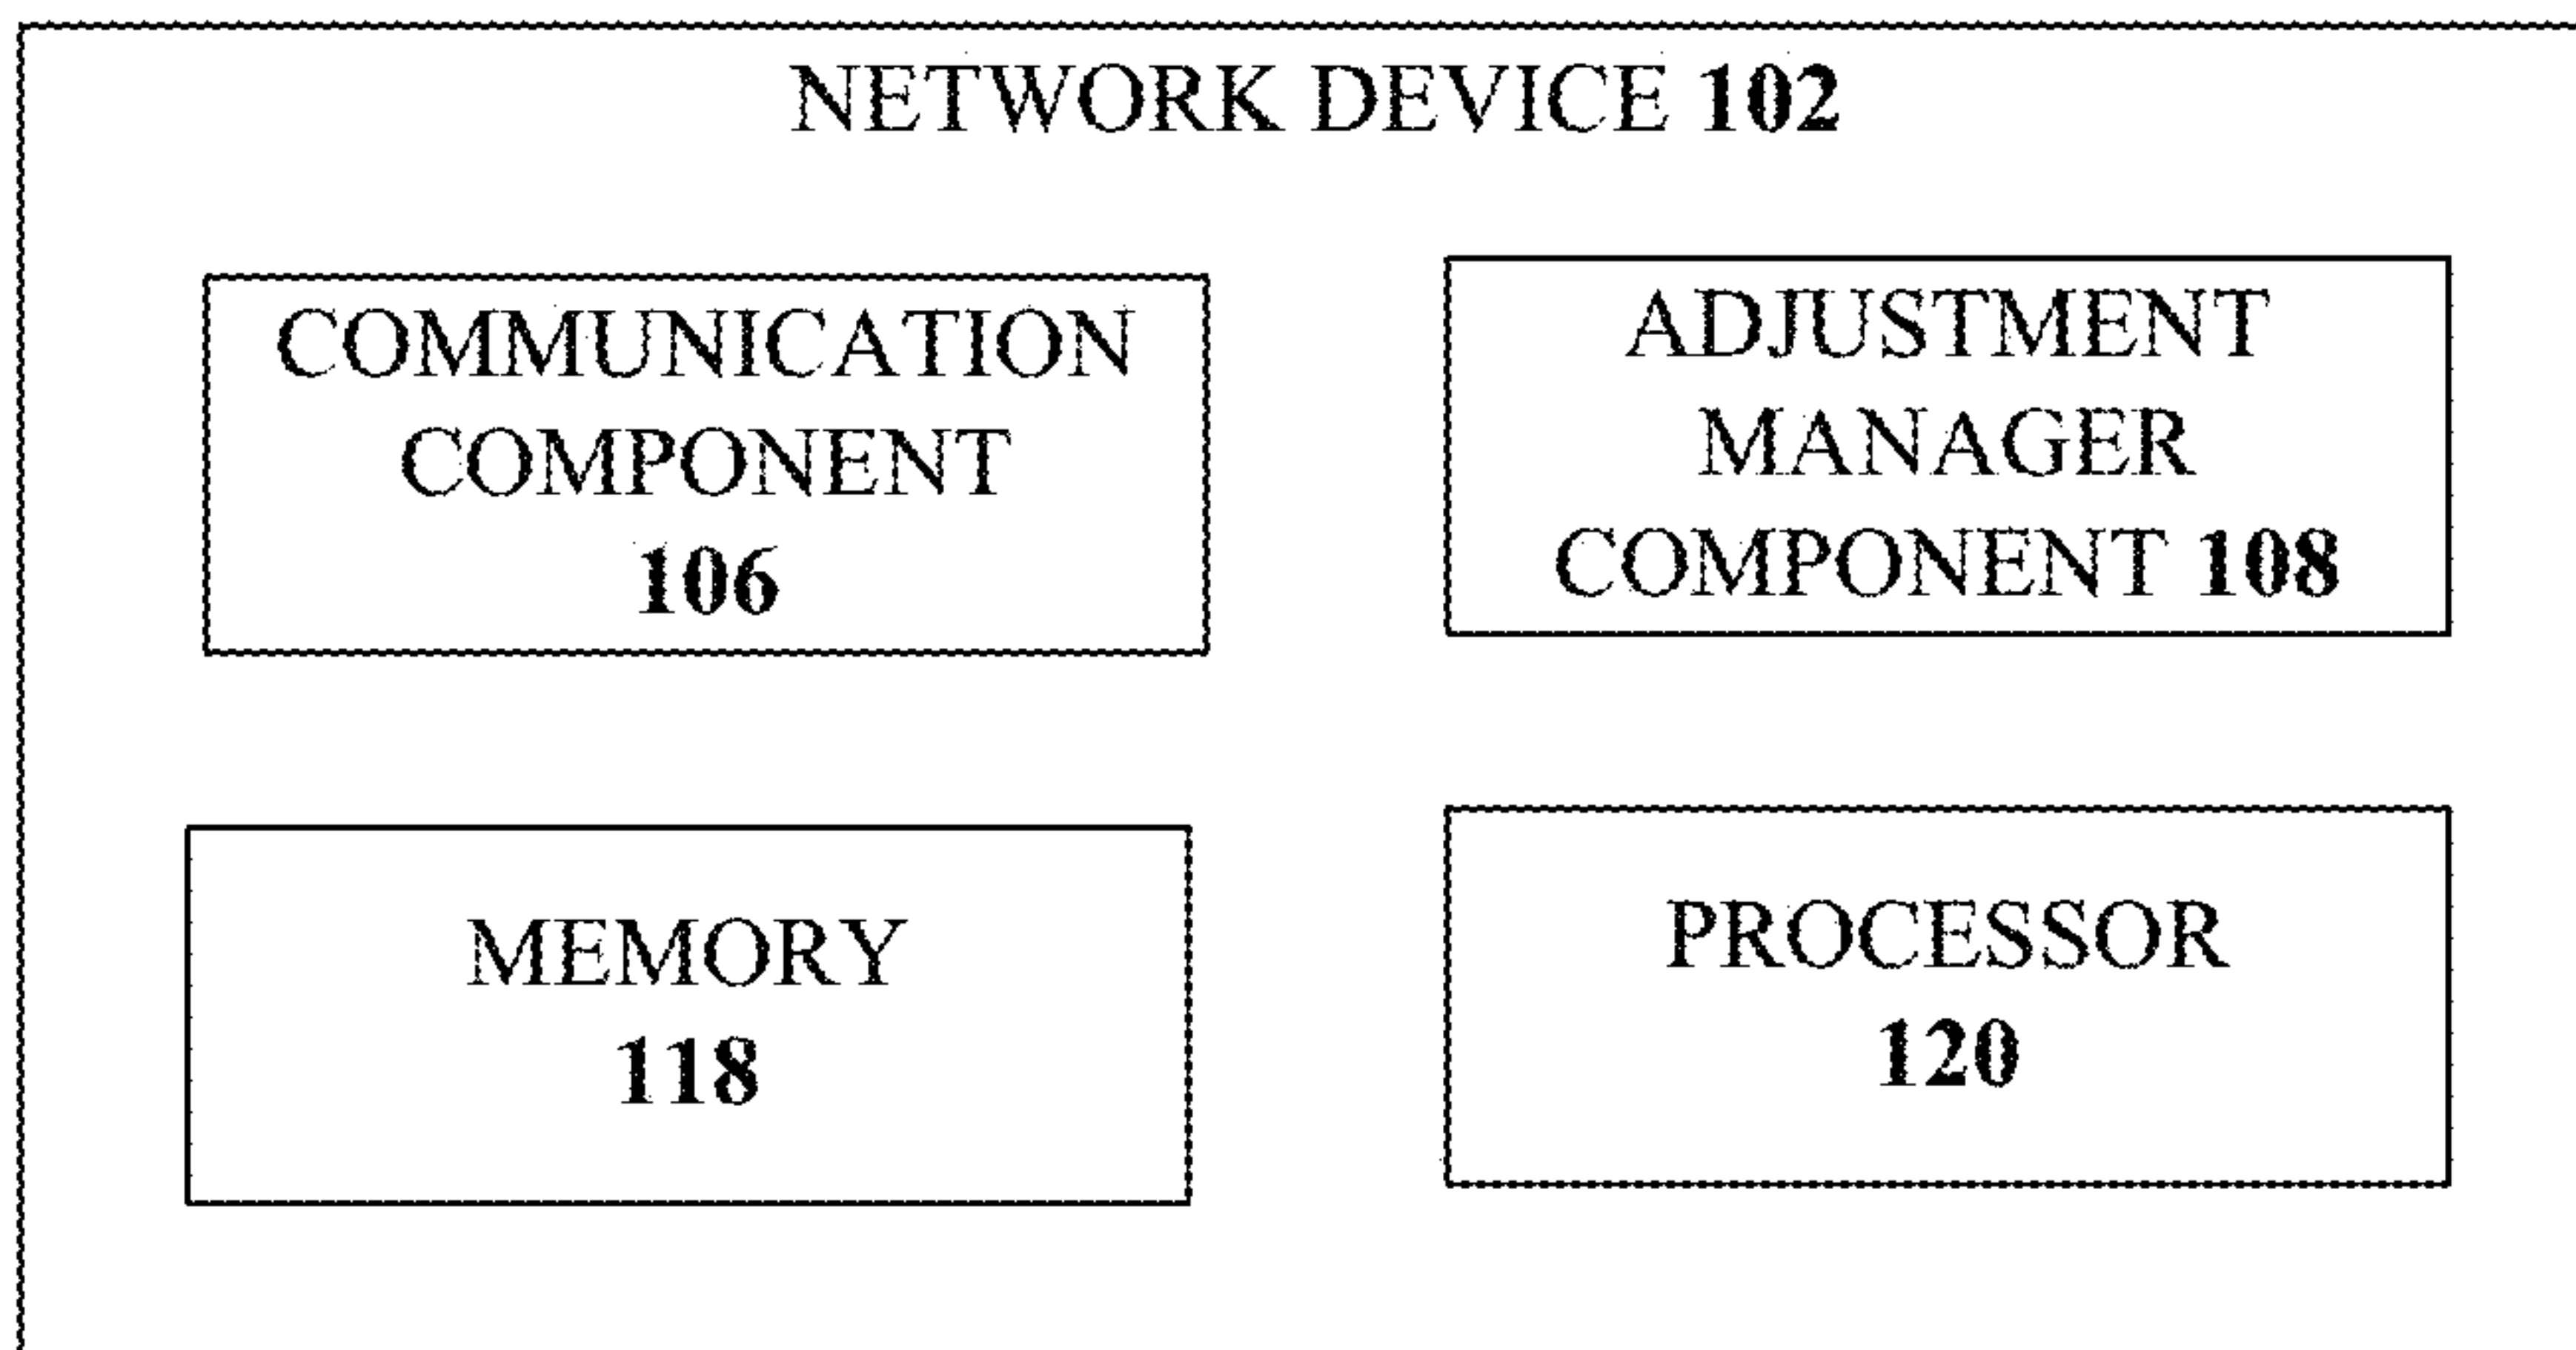 NETWORK DEVICE 102
COMMUNICATION
COMPONENT
106
ADJUSTMENT
MANAGER
COMPONENT 108
MEMORY
118
PROCESSOR
120